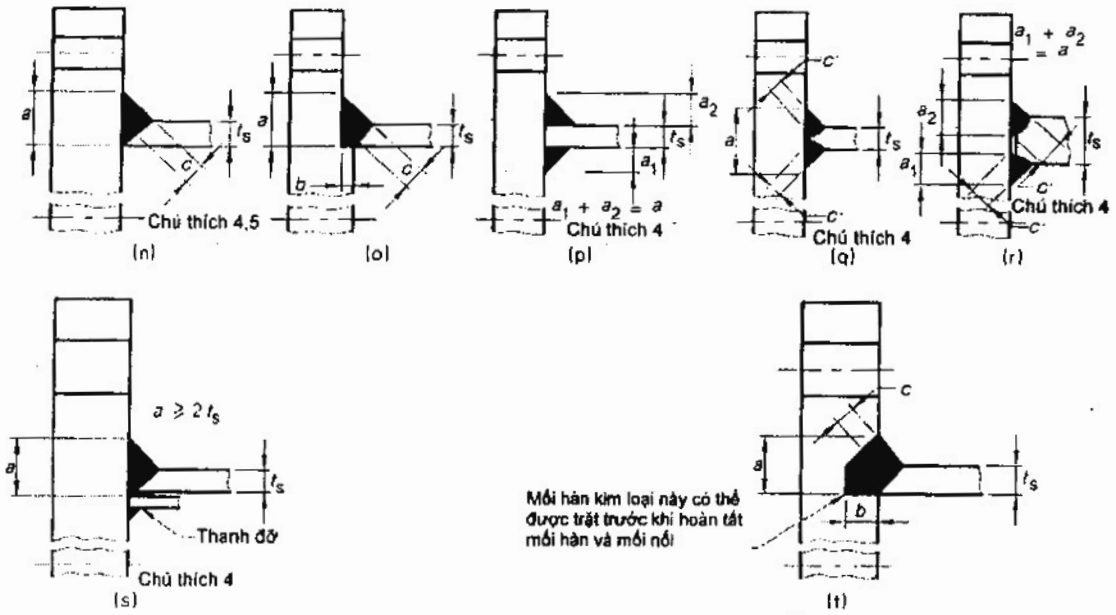 a
t_s
c
Chú thích 4,5
(n)
a
t_s
c
b
(o)
a_2
t_s
a_1
a_1 + a_2 = a
Chú thích 4
(p)
c
a
t_s
c
Chú thích 4
(q)
a_1 + a_2
= a
a_2
t_s
a_1
c
Chú thích 4
c
(r)
a ⩾ 2 t_s
a
t_s
Thanh đỡ
Chú thích 4
(s)
c
a
t_s
b
Mối hàn kim loại này có thể
được trặt trước khi hoàn tất
mối hàn và mối nối
(t)